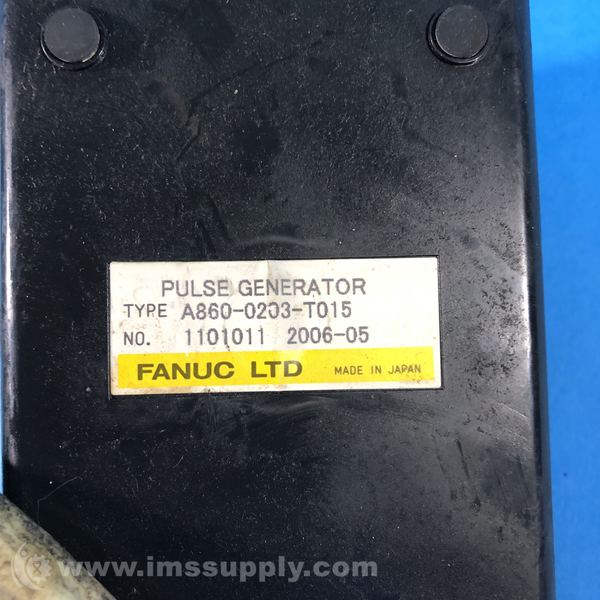 PULSE GENERATOR
TYPE A860-0203-T015
NO. 1101011 2006-05
FANUC LTD MADE IN JAPAN
www.imssupply.com